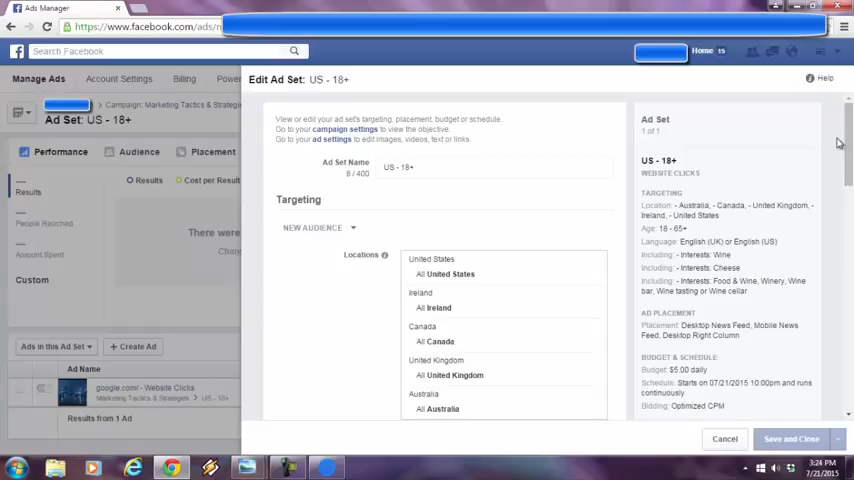 Ads Manager
https://www.facebook.com/ads/
Search Facebook
Home 15
Manage Ads
Account Settings
Billing
Power
Edit Ad Set: US - 18+
Help
Campaign: Marketing Tactics & Strategie
Ad Set: US - 18+
View or edit your ad set's targeting, placement, budget or schedule.
Go to your campaign settings to view the objective.
Go to your ad settings to edit images, videos, text or links.
Ad Set
1 of 1
Performance
Audience
Placement
Ad Set Name
8 / 400
US - 18+
US - 18+
WEBSITE CLICKS
Results
Cost per Result
Results
People Reached
Account Spent
There were
Chan
Custom
Targeting
NEW AUDIENCE
Locations
United States
All United States
Ireland
All Ireland
Canada
All Canada
United Kingdom
All United Kingdom
Australia
All Australia
TARGETING
Location: - Australia, - Canada, - United Kingdom, -
Ireland, - United States
Age: 18 - 65+
Language: English (UK) or English (US)
Including: - Interests: Wine
Including: - Interests: Cheese
Including: - Interests: Food & Wine, Winery, Wine
bar, Wine tasting or Wine cellar
AD PLACEMENT
Placement: Desktop News Feed, Mobile News
Feed, Desktop Right Column
BUDGET & SCHEDULE
Budget: $5.00 daily
Schedule: Starts on 07/21/2015 10:00pm and runs
continuously
Bidding: Optimized CPM
Ads in this Ad Set
+ Create Ad
Ad Name
google.com/ - Website Clicks
Marketing Tactics & Strategies > US - 18+
Results from 1 Ad
Cancel
Save and Close
3:24 PM
7/21/2015